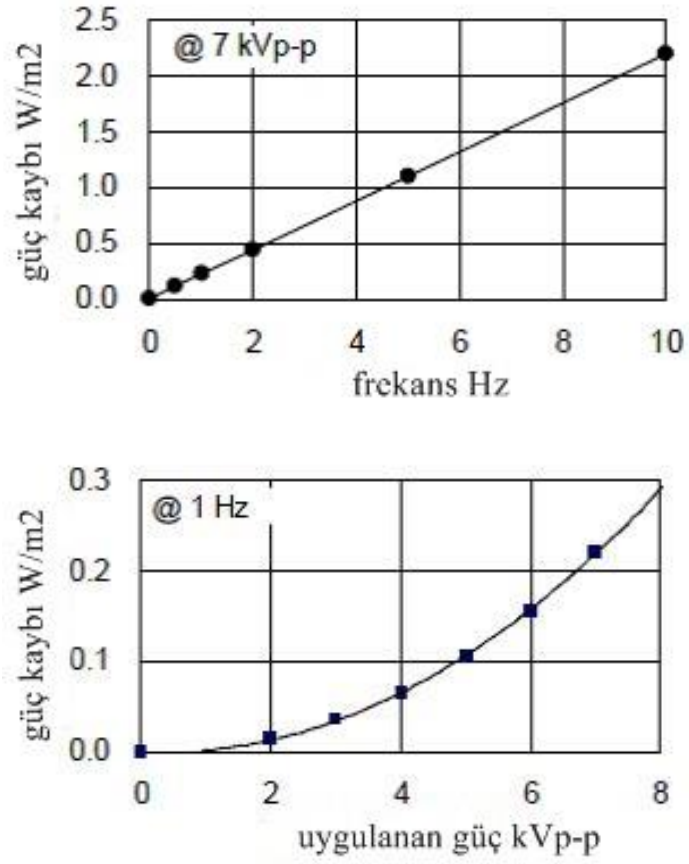 @ 7 kVp-p
güç kaybı W/m2
2.5
2.0
1.5
1.0
0.5
0.0
0 2 4 6 8 10
frekans Hz
@ 1 Hz
güç kaybı W/m2
0.3
0.2
0.1
0.0
0 2 4 6 8
uygulanan güç kVp-p